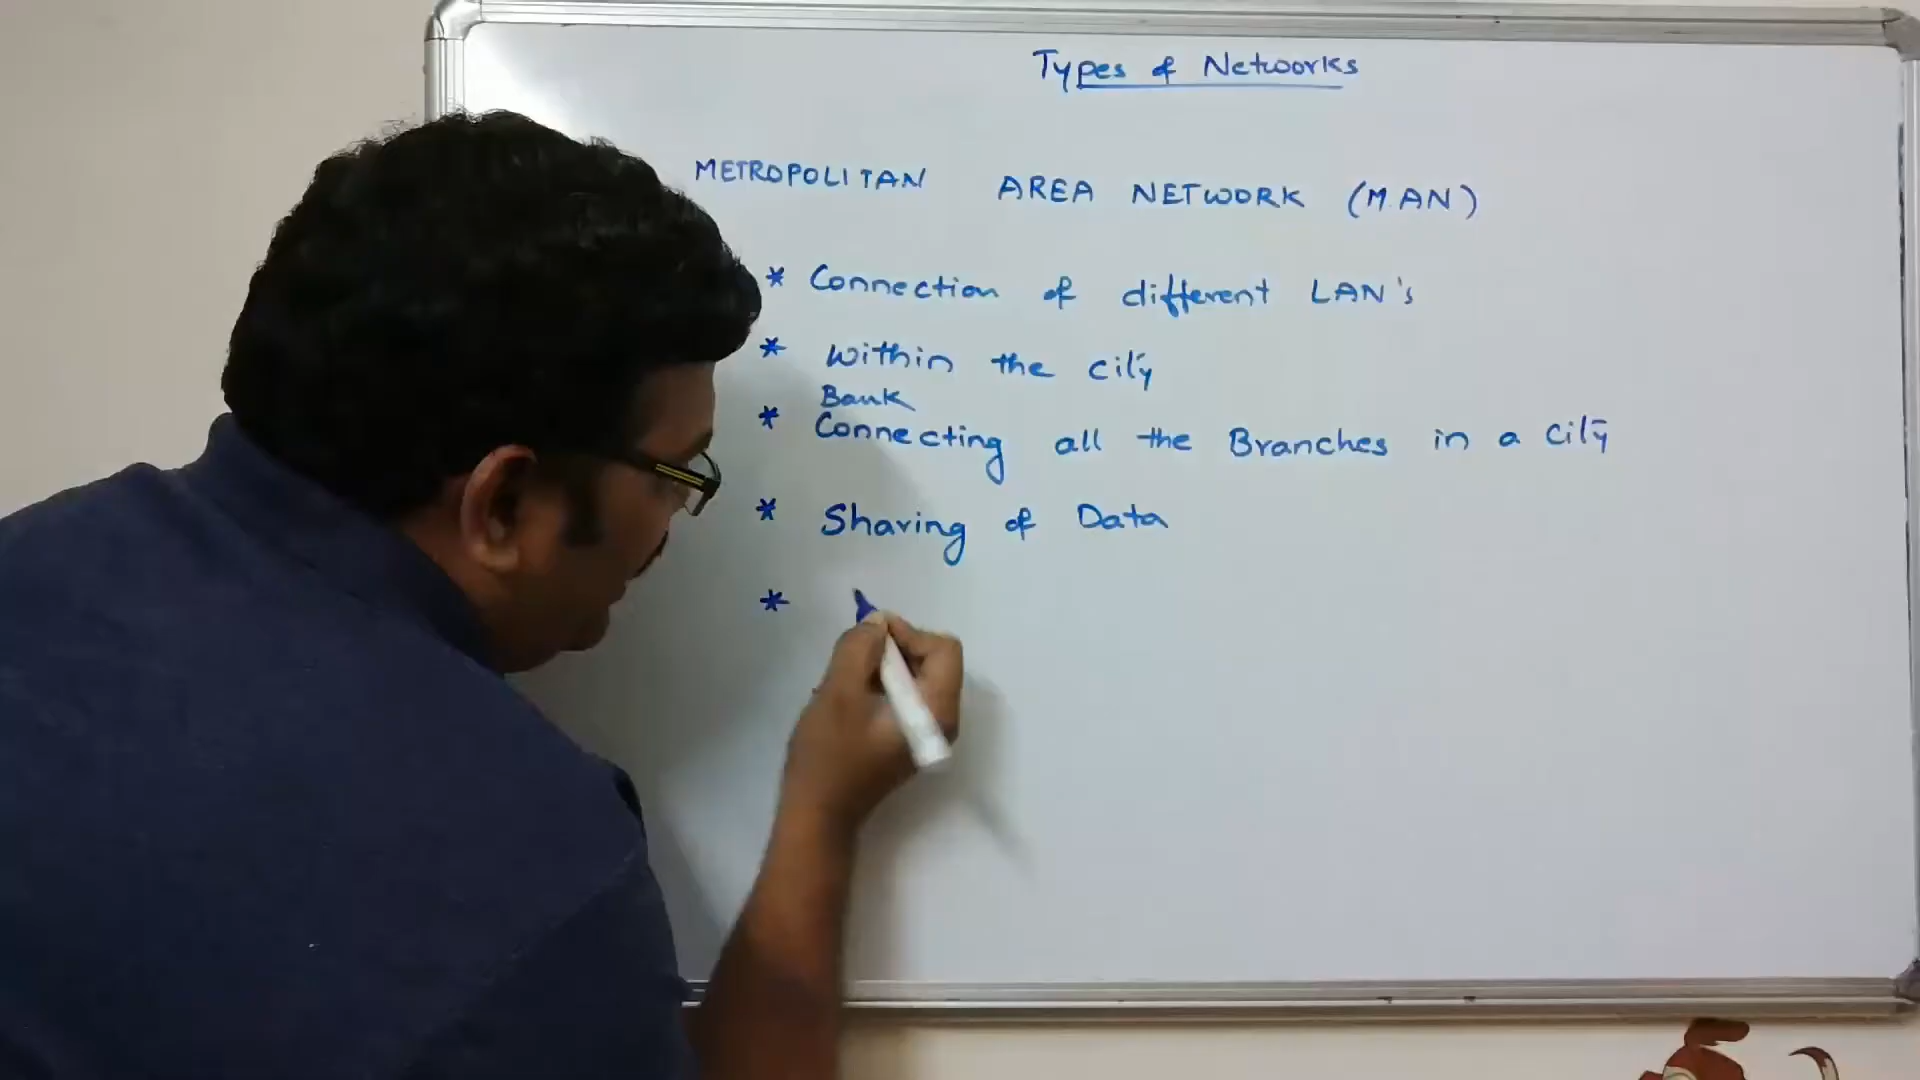 Types of Networks
METROPOLITAN AREA NETWORK (MAN)
* Connection of different LAN's
* within the city
Bank
* Connecting all the Branches in a city
* Sharing of Data
*